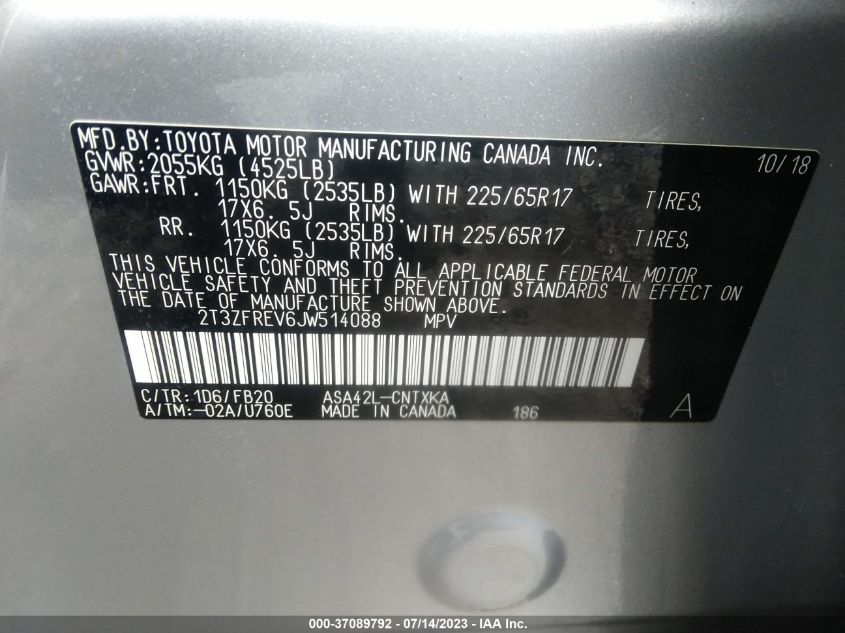 MFD.BY:TOYOTA MOTOR MANUFACTURING CANADA INC. 10/18
GVWR:2055KG (4525LB)
GAWR:FRT. 1150KG (2535LB) WITH 225/65R17 TIRES,
17X6. 5J RIMS.
RR. 1150KG (2535LB) WITH 225/65R17 TIRES,
17X6. 5J RIMS.
THIS VEHICLE CONFORMS TO ALL APPLICABLE FEDERAL MOTOR
VEHICLE SAFETY AND THEFT PREVENTION STANDARDS IN EFFECT ON
THE DATE OF MANUFACTURE SHOWN ABOVE.
2T3ZFREV6JW514088 MPV
C/TR:1D6/FB20 ASA42L-CNTXKA
A/TM:-02A/U760E MADE IN CANADA 186 A
000-37089792 - 07/14/2023 - IAA Inc.